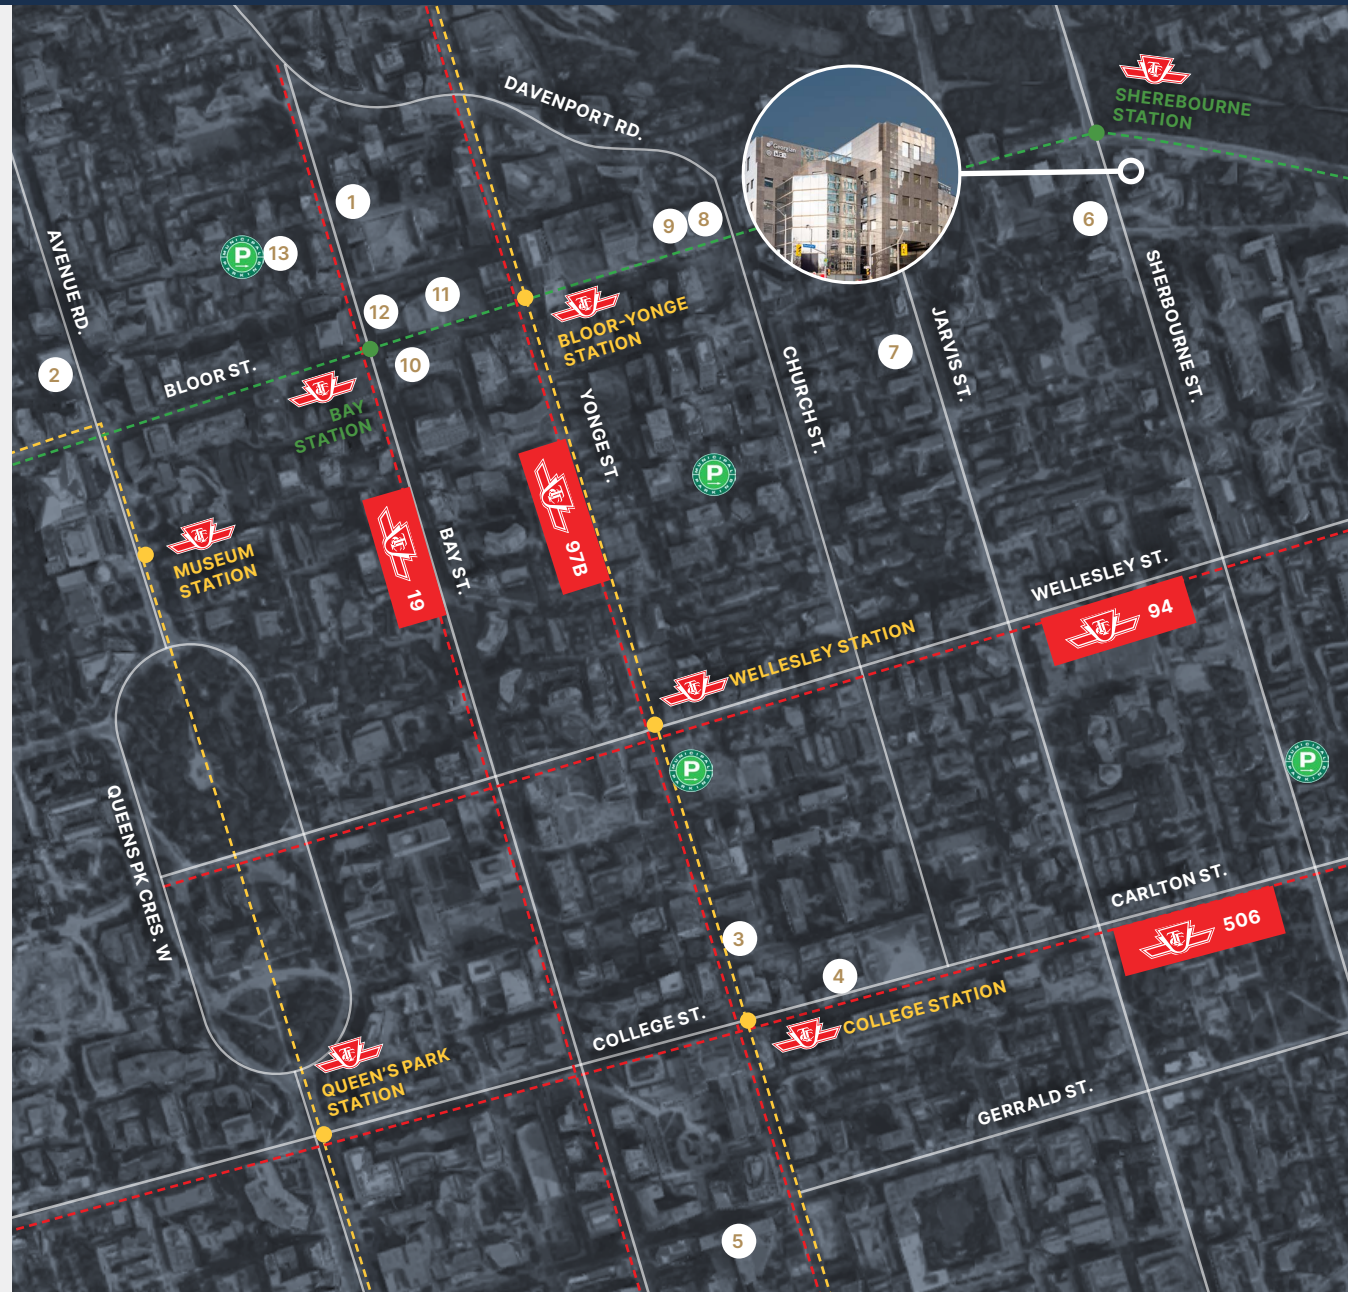 DAVENPORT RD.
SHEREBOURNE
STATION
1
9
8
6
AVENUE RD.
P
13
SHERBOURNE ST.
11
12
BLOOR-YONGE
STATION
JARVIS ST.
7
CHURCH ST.
2
BLOOR ST.
10
BAY
STATION
YONGE ST.
P
97B
MUSEUM
STATION
19
BAY ST.
WELLESLEY ST.
94
WELLESLEY STATION
P
P
QUEENS PK CRES. W
CARLTON ST.
506
3
4
COLLEGE ST.
COLLEGE STATION
QUEEN'S PARK
STATION
GERRALD ST.
5